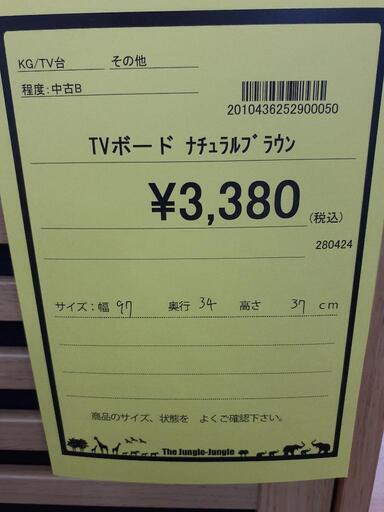 KG/TV台 その他
程度:中古B
2010436252900050
TVボード ナチュラルブラウン
¥3,380 (税込)
280424
サイズ:幅 97 奥行 34 高さ 37 cm
商品のサイズ、状態を よくご確認下さい。
The Jungle-Jungle